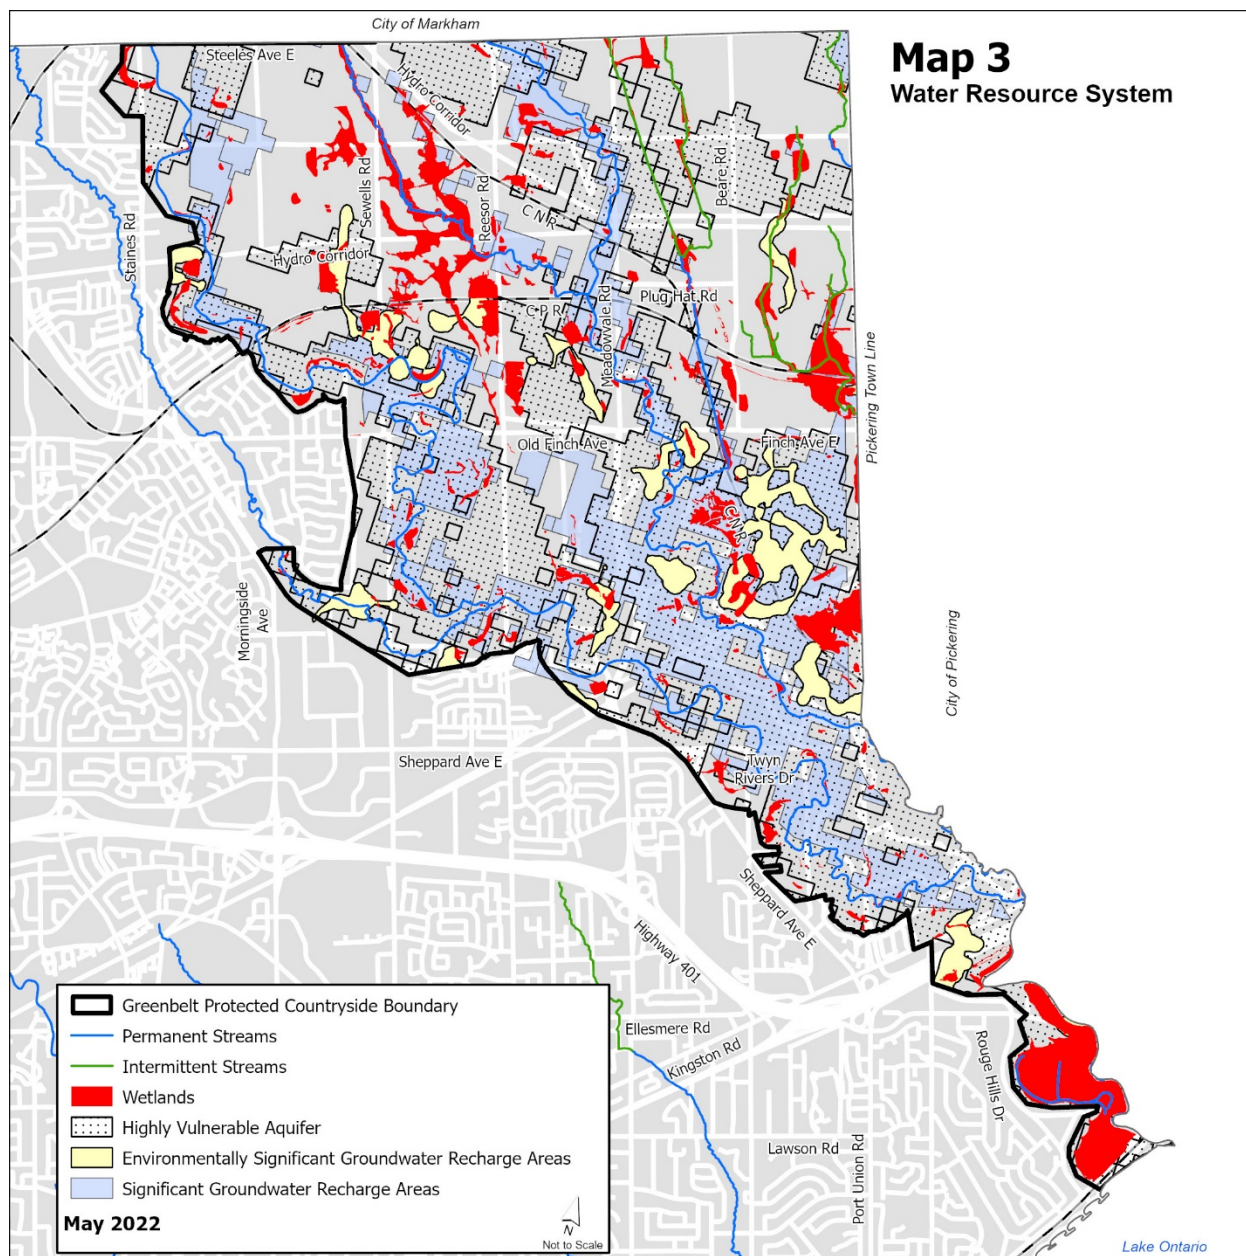 City of Markham
Map 3
Water Resource System
Steeles Ave E
Hydro Corridor
Sewells Rd
Reesor Rd
Beare Rd
C N R
Staines Rd
Hydro Corridor
Plug Hat Rd
C P R
Meadowvale Rd
Pickering Town Line
Old Finch Ave
Finch Ave E
C N R
Morningside
Ave
City of Pickering
Sheppard Ave E
Twyn
Rivers Dr
Sheppard Ave E
Highway 401
Ellesmere Rd
Kingston Rd
Rouge Hills Dr
Lawson Rd
Port Union Rd
Lake Ontario
Greenbelt Protected Countryside Boundary
Permanent Streams
Intermittent Streams
Wetlands
Highly Vulnerable Aquifer
Environmentally Significant Groundwater Recharge Areas
Significant Groundwater Recharge Areas
May 2022
N
Not to Scale